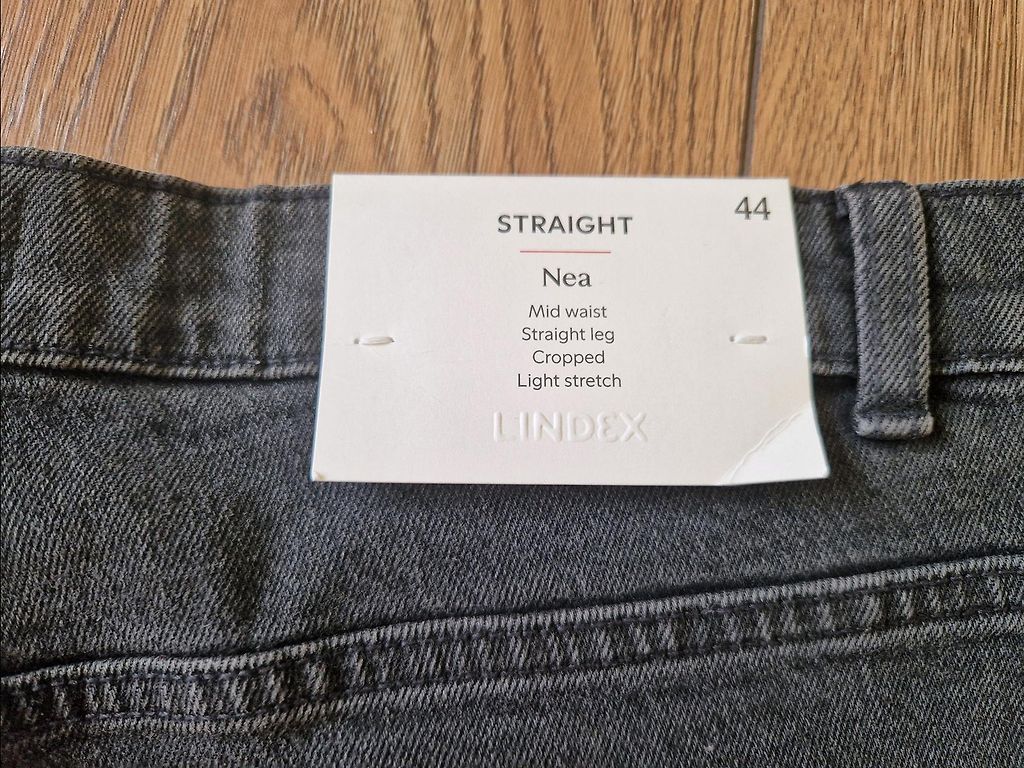 44
STRAIGHT
Nea
Mid waist
Straight leg
Cropped
Light stretch
LINDEX